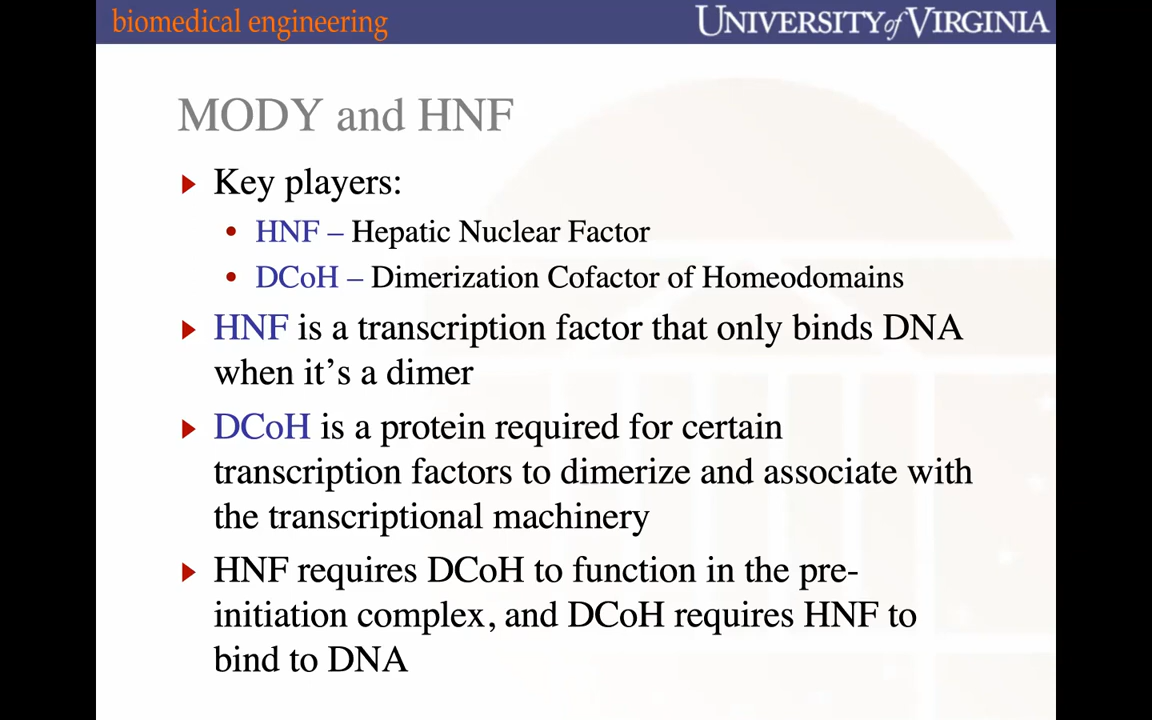 biomedical engineering
UNIVERSITY of VIRGINIA
MODY and HNF
Key players:
• HNF – Hepatic Nuclear Factor
• DCoH – Dimerization Cofactor of Homeodomains
HNF is a transcription factor that only binds DNA
when it’s a dimer
DCoH is a protein required for certain
transcription factors to dimerize and associate with
the transcriptional machinery
HNF requires DCoH to function in the pre-
initiation complex, and DCoH requires HNF to
bind to DNA